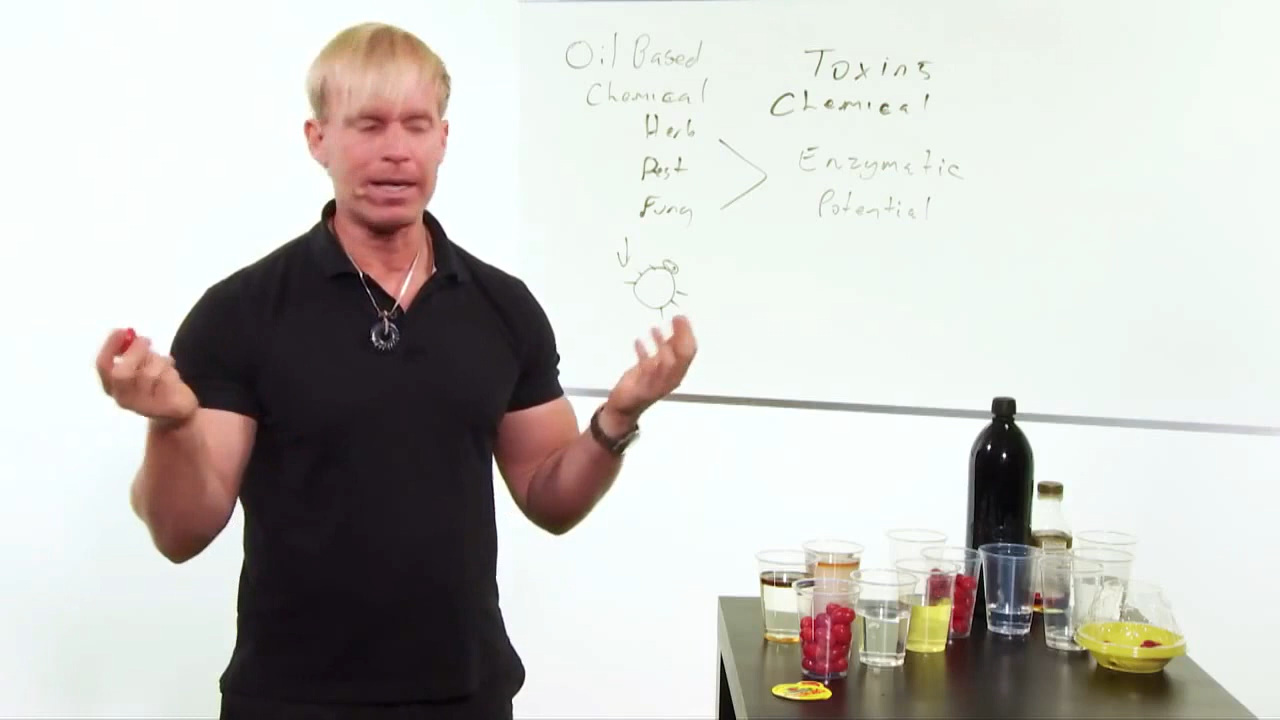 Oil Based
Chemical
Herb
Pest
Fung
Toxins
Chemical
Enzymatic
Potential